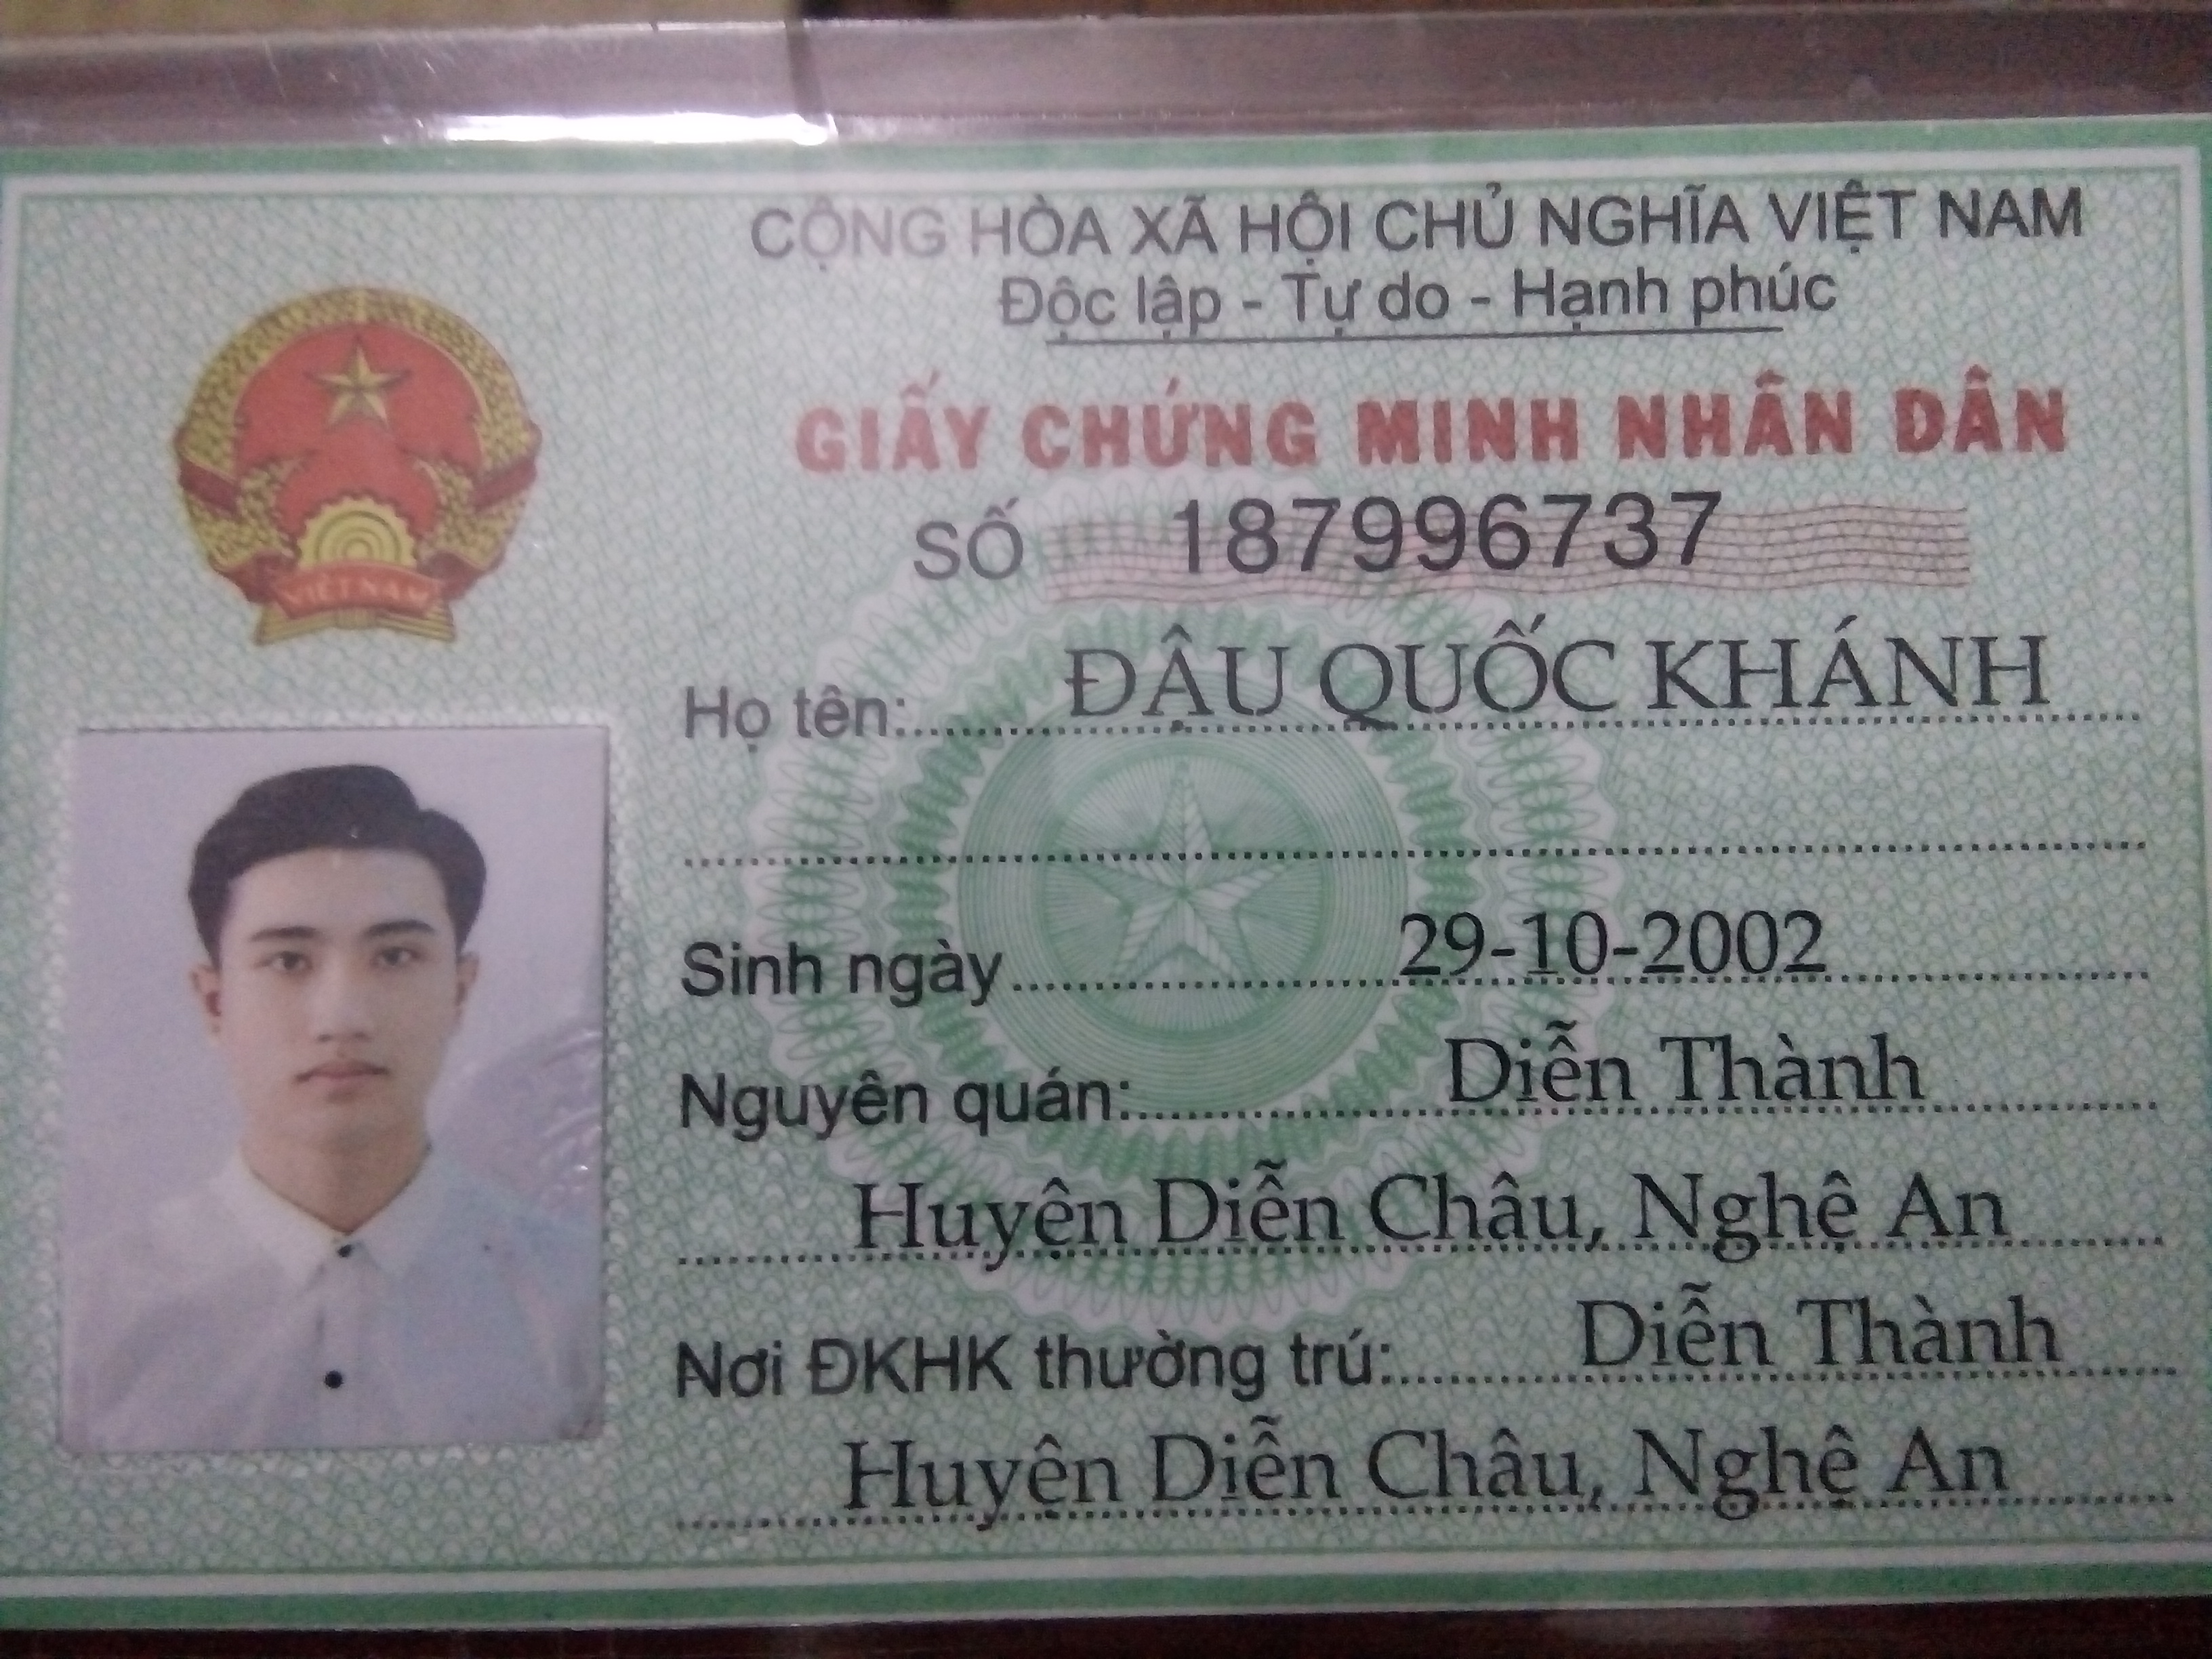 CỘNG HÒA XÃ HỘI CHỦ NGHĨA VIỆT NAM
Độc lập - Tự do - Hạnh phúc
GIẤY CHỨNG MINH NHÂN DÂN
SỐ 187996737
VIỆT NAM
Họ tên: ĐẬU QUỐC KHÁNH
Sinh ngày 29-10-2002
Nguyên quán: Diễn Thành
Huyện Diễn Châu, Nghệ An
Nơi ĐKHK thường trú: Diễn Thành
Huyện Diễn Châu, Nghệ An